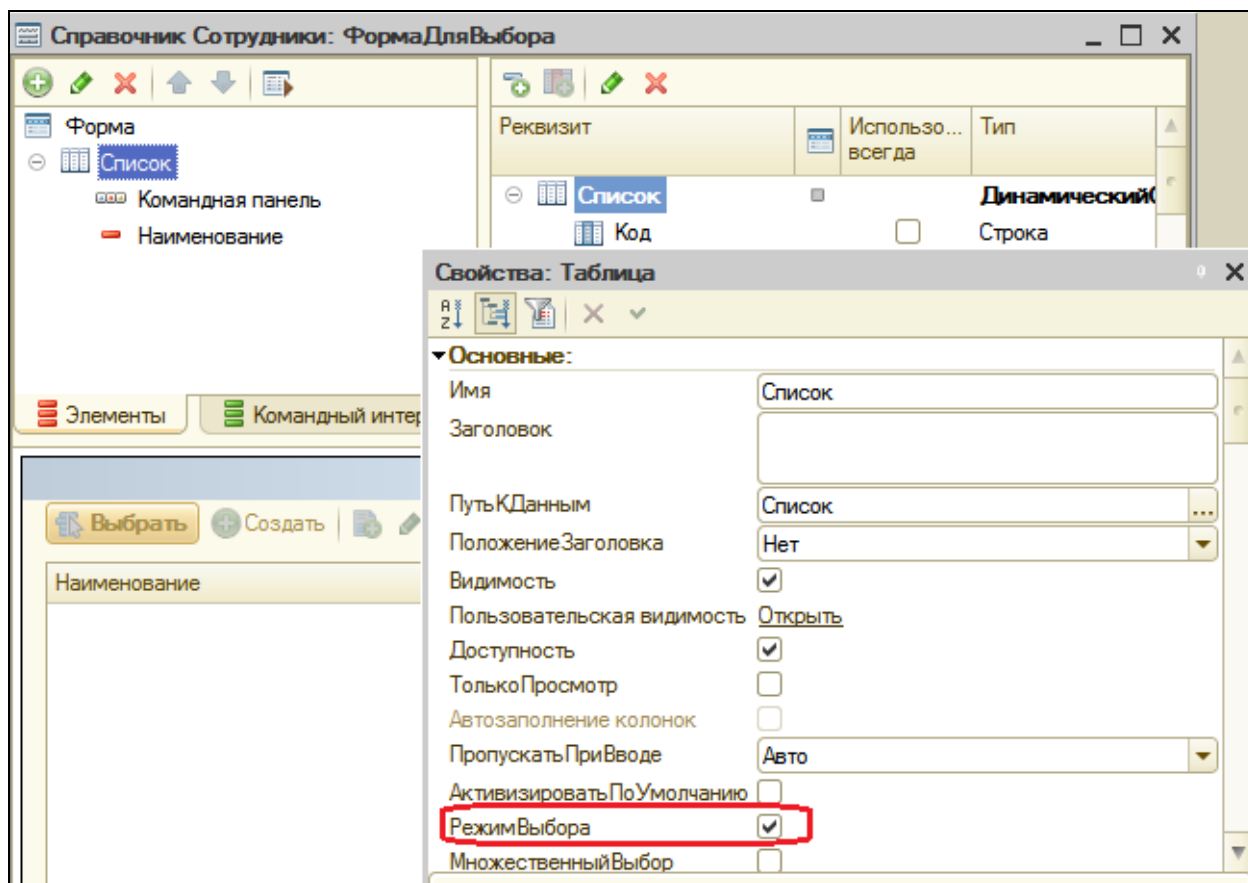 Справочник Сотрудники: ФормаДляВыбора
Форма
Список
Командная панель
Наименование
Реквизит
Использо... всегда
Тип
Список
Динамический
Код
Строка
Элементы
Командный интер
Выбрать
Создать
Наименование
Свойства: Таблица
Основные:
Имя
Список
Заголовок
ПутьКДанным
Список
...
ПоложениеЗаголовка
Нет
Видимость
Пользовательская видимость
Открыть
Доступность
ТолькоПросмотр
Автозаполнение колонок
ПропускатьПриВводе
Авто
АктивизироватьПоУмолчанию
РежимВыбора
МножественныйВыбор